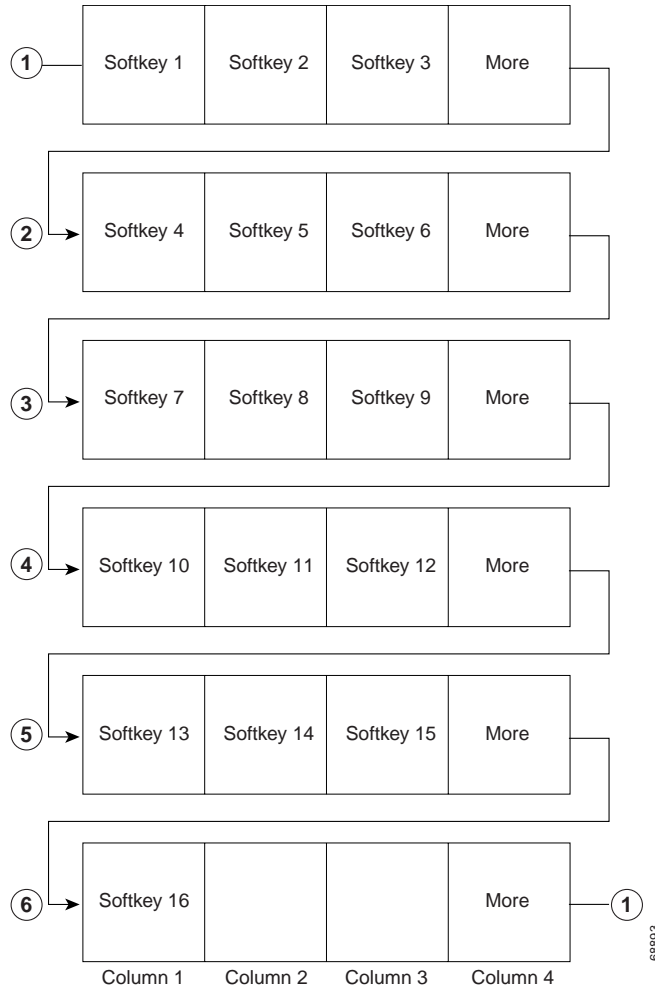 1 Softkey 1 Softkey 2 Softkey 3 More
2 Softkey 4 Softkey 5 Softkey 6 More
3 Softkey 7 Softkey 8 Softkey 9 More
4 Softkey 10 Softkey 11 Softkey 12 More
5 Softkey 13 Softkey 14 Softkey 15 More
6 Softkey 16 More 1
Column 1 Column 2 Column 3 Column 4
68893